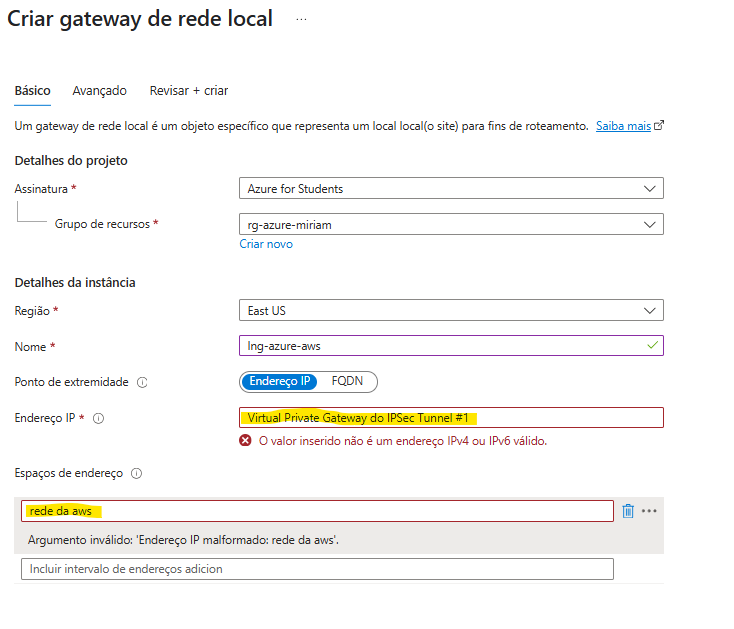 Criar gateway de rede local ...
Básico Avançado Revisar + criar
Um gateway de rede local é um objeto específico que representa um local local(o site) para fins de roteamento. Saiba mais
Detalhes do projeto
Assinatura * Azure for Students
Grupo de recursos * rg-azure-miriam
Criar novo
Detalhes da instância
Região * East US
Nome * lng-azure-aws
Ponto de extremidade Endereço IP FQDN
Endereço IP * Virtual Private Gateway do IPSec Tunnel #1
O valor inserido não é um endereço IPv4 ou IPv6 válido.
Espaços de endereço
rede da aws
Argumento inválido: 'Endereço IP malformado: rede da aws'.
Incluir intervalo de endereços adicion